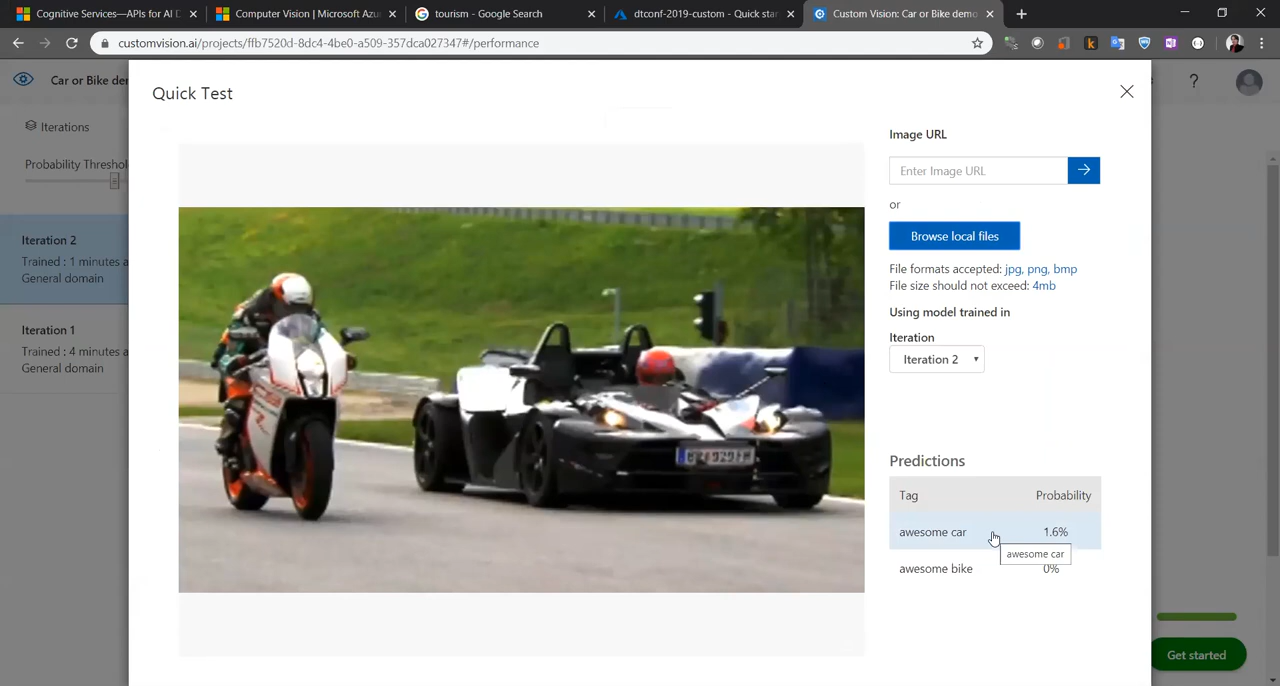 Cognitive Services—APIs for AI D
Computer Vision | Microsoft Azu
tourism - Google Search
dtconf-2019-custom - Quick star
Custom Vision: Car or Bike demo
customvision.ai/projects/ffb7520d-8dc4-4be0-a509-357dca027347#/performance
Car or Bike de
Quick Test
Iterations
Probability Threshol
Iteration 2
Trained : 1 minutes a
General domain
Iteration 1
Trained : 4 minutes a
General domain
Image URL
Enter Image URL
or
Browse local files
File formats accepted: jpg, png, bmp
File size should not exceed: 4mb
Using model trained in
Iteration
Iteration 2
Predictions
Tag Probability
awesome car 1.6%
awesome car
awesome bike 0%
Get started